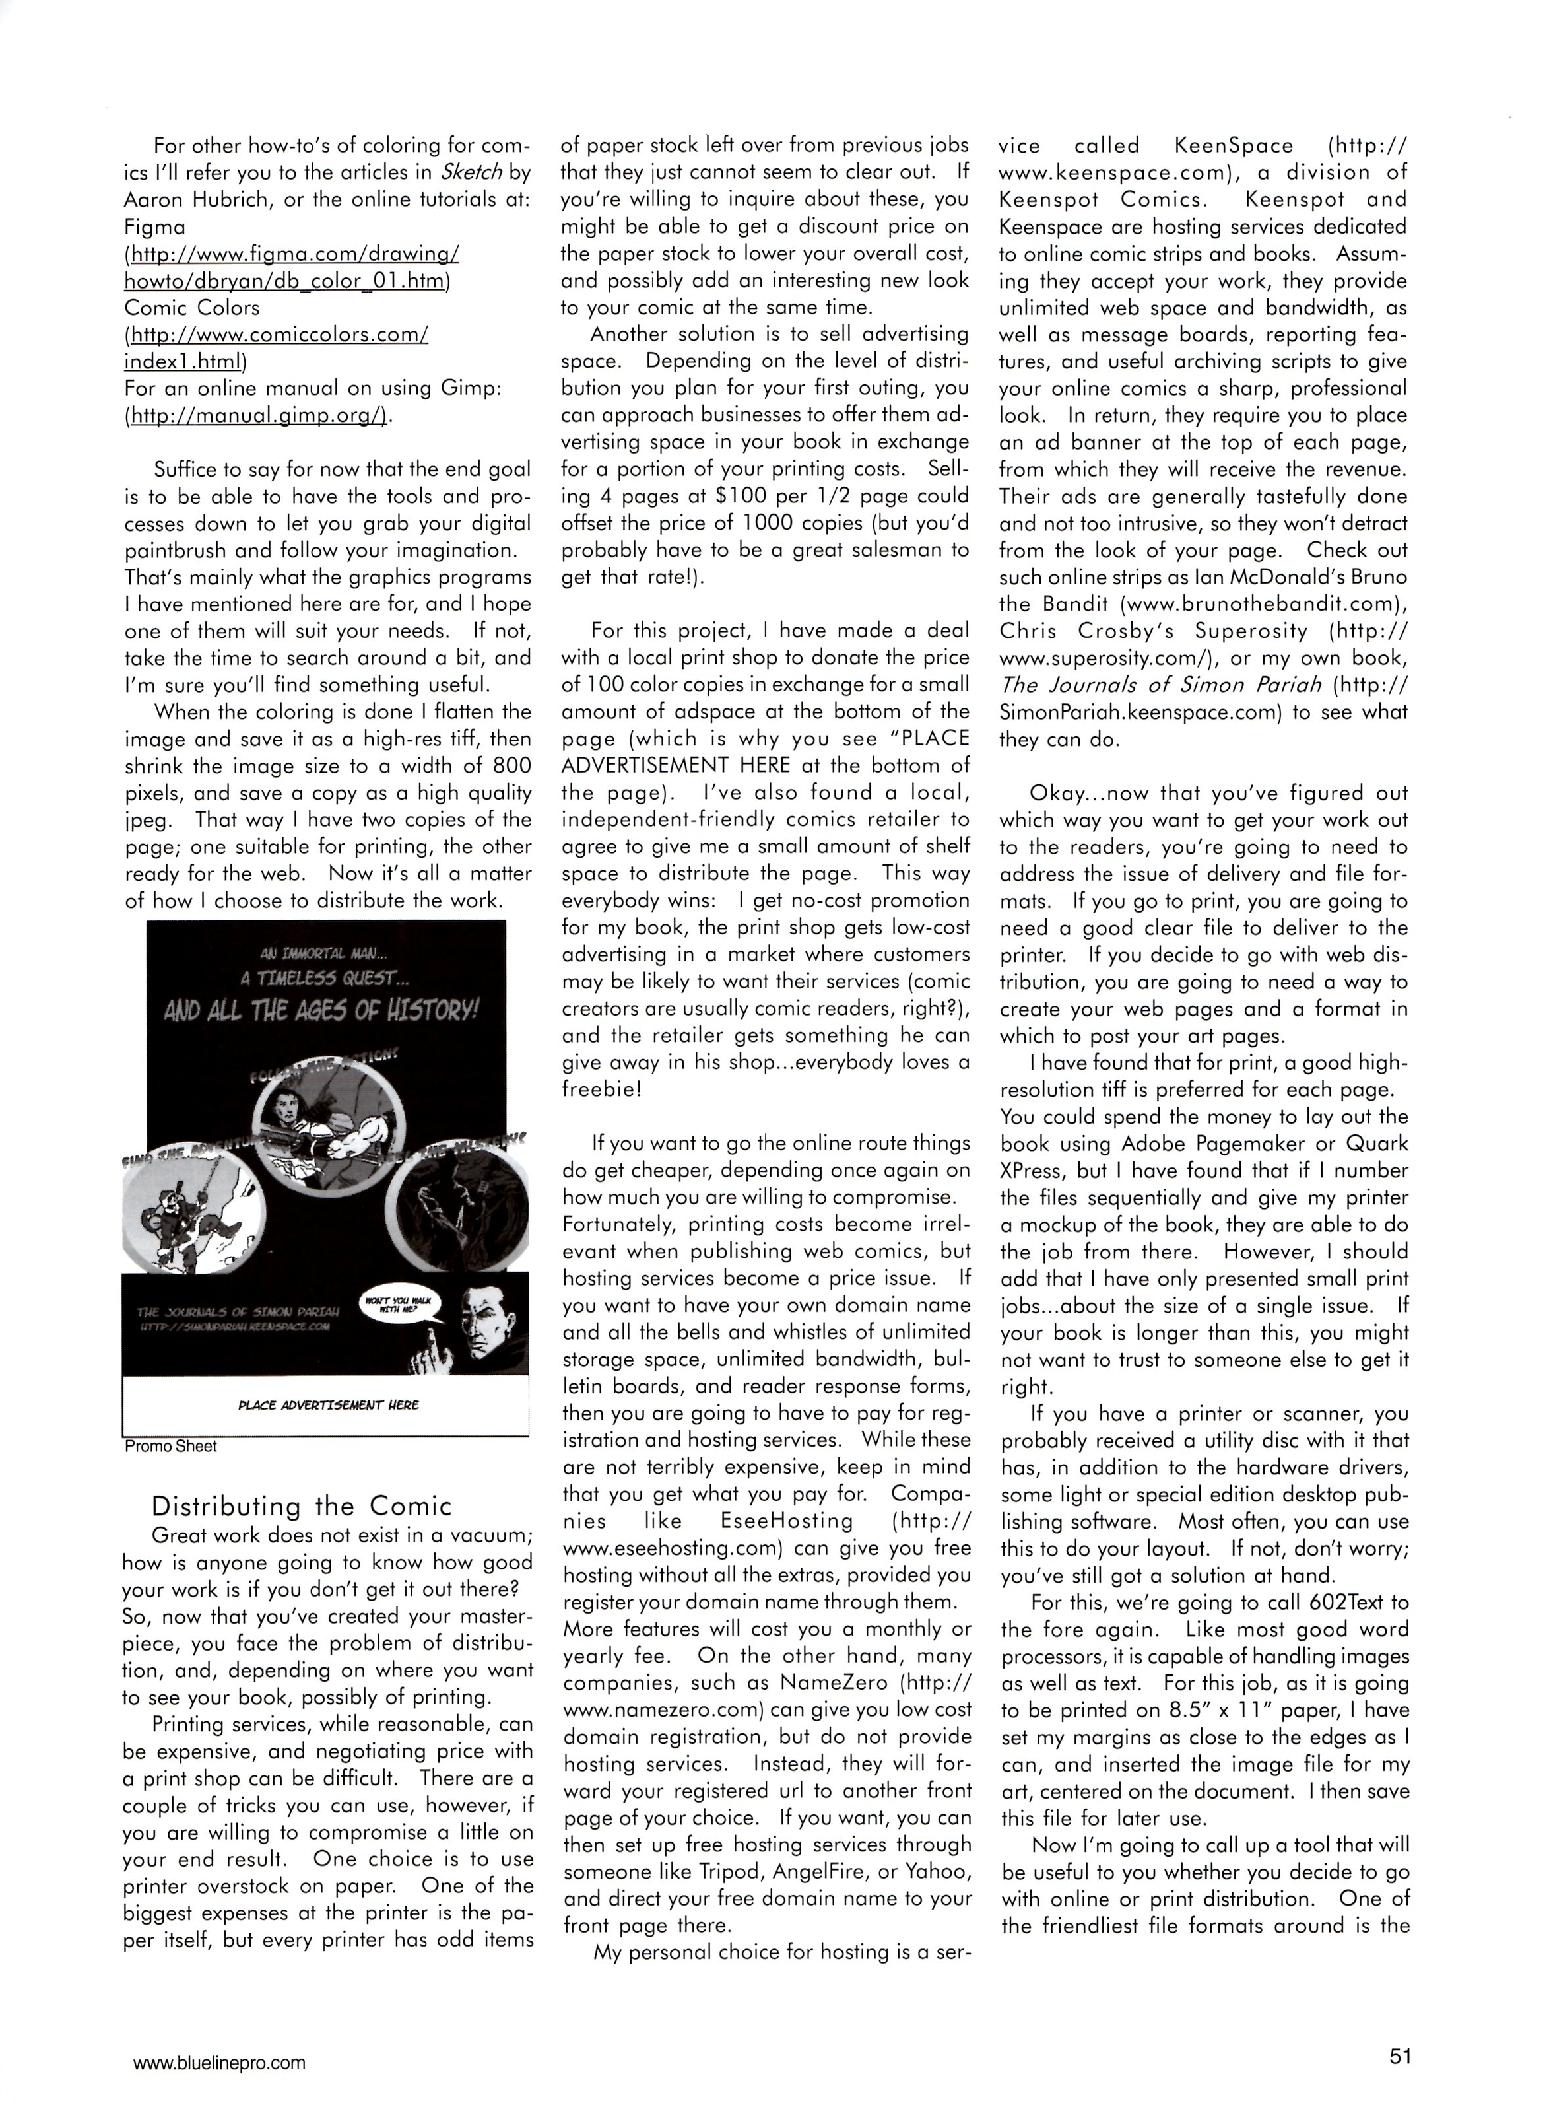 For other how-to's of coloring for com-
ics I'll refer you to the articles in Sketch by
Aaron Hubrich, or the online tutorials at:
Figma
(http://www.figma.com/drawing/
howto/dbryan/db_color_01.htm)
Comic Colors
(http://www.comiccolors.com/
index1.html)
For an online manual on using Gimp:
(http://manual.gimp.org/).
Suffice to say for now that the end goal
is to be able to have the tools and pro-
cesses down to let you grab your digital
paintbrush and follow your imagination.
That's mainly what the graphics programs
I have mentioned here are for, and I hope
one of them will suit your needs. If not,
take the time to search around a bit, and
I'm sure you'll find something useful.
When the coloring is done I flatten the
image and save it as a high-res tiff, then
shrink the image size to a width of 800
pixels, and save a copy as a high quality
jpeg. That way I have two copies of the
page; one suitable for printing, the other
ready for the web. Now it's all a matter
of how I choose to distribute the work.
AN IMMORTAL MAN...
A TIMELESS QUEST...
AND ALL THE AGES OF HISTORY!
FOLLOW THE ACTION!
FIND THE ADVENTURE
THE JOURNALS OF SIMON PARIAH
HTTP://SIMONPARIAH.KEENSPACE.COM
WON'T YOU WALK
WITH ME?
PLACE ADVERTISEMENT HERE
Promo Sheet
Distributing the Comic
Great work does not exist in a vacuum;
how is anyone going to know how good
your work is if you don't get it out there?
So, now that you've created your master-
piece, you face the problem of distribu-
tion, and, depending on where you want
to see your book, possibly of printing.
Printing services, while reasonable, can
be expensive, and negotiating price with
a print shop can be difficult. There are a
couple of tricks you can use, however, if
you are willing to compromise a little on
your end result. One choice is to use
printer overstock on paper. One of the
biggest expenses at the printer is the pa-
per itself, but every printer has odd items
of paper stock left over from previous jobs
that they just cannot seem to clear out. If
you're willing to inquire about these, you
might be able to get a discount price on
the paper stock to lower your overall cost,
and possibly add an interesting new look
to your comic at the same time.
Another solution is to sell advertising
space. Depending on the level of distri-
bution you plan for your first outing, you
can approach businesses to offer them ad-
vertising space in your book in exchange
for a portion of your printing costs. Sell-
ing 4 pages at $100 per 1/2 page could
offset the price of 1000 copies (but you'd
probably have to be a great salesman to
get that rate!).
For this project, I have made a deal
with a local print shop to donate the price
of 100 color copies in exchange for a small
amount of adspace at the bottom of the
page (which is why you see "PLACE
ADVERTISEMENT HERE at the bottom of
the page). I've also found a local,
independent-friendly comics retailer to
agree to give me a small amount of shelf
space to distribute the page. This way
everybody wins: I get no-cost promotion
for my book, the print shop gets low-cost
advertising in a market where customers
may be likely to want their services (comic
creators are usually comic readers, right?),
and the retailer gets something he can
give away in his shop...everybody loves a
freebie!
If you want to go the online route things
do get cheaper, depending once again on
how much you are willing to compromise.
Fortunately, printing costs become irrel-
evant when publishing web comics, but
hosting services become a price issue. If
you want to have your own domain name
and all the bells and whistles of unlimited
storage space, unlimited bandwidth, bul-
letin boards, and reader response forms,
then you are going to have to pay for reg-
istration and hosting services. While these
are not terribly expensive, keep in mind
that you get what you pay for. Compa-
nies like EseeHosting (http://
www.eseehosting.com) can give you free
hosting without all the extras, provided you
register your domain name through them.
More features will cost you a monthly or
yearly fee. On the other hand, many
companies, such as NameZero (http://
www.namezero.com) can give you low cost
domain registration, but do not provide
hosting services. Instead, they will for-
ward your registered url to another front
page of your choice. If you want, you can
then set up free hosting services through
someone like Tripod, AngelFire, or Yahoo,
and direct your free domain name to your
front page there.
My personal choice for hosting is a ser-
vice called KeenSpace (http://
www.keenspace.com), a division of
Keenspot Comics. Keenspot and
Keenspace are hosting services dedicated
to online comic strips and books. Assum-
ing they accept your work, they provide
unlimited web space and bandwidth, as
well as message boards, reporting fea-
tures, and useful archiving scripts to give
your online comics a sharp, professional
look. In return, they require you to place
an ad banner at the top of each page,
from which they will receive the revenue.
Their ads are generally tastefully done
and not too intrusive, so they won't detract
from the look of your page. Check out
such online strips as Ian McDonald's Bruno
the Bandit (www.brunothebandit.com),
Chris Crosby's Superosity (http://
www.superosity.com/), or my own book,
The Journals of Simon Pariah (http://
SimonPariah.keenspace.com) to see what
they can do.
Okay...now that you've figured out
which way you want to get your work out
to the readers, you're going to need to
address the issue of delivery and file for-
mats. If you go to print, you are going to
need a good clear file to deliver to the
printer. If you decide to go with web dis-
tribution, you are going to need a way to
create your web pages and a format in
which to post your art pages.
I have found that for print, a good high-
resolution tiff is preferred for each page.
You could spend the money to lay out the
book using Adobe Pagemaker or Quark
XPress, but I have found that if I number
the files sequentially and give my printer
a mockup of the book, they are able to do
the job from there. However, I should
add that I have only presented small print
jobs...about the size of a single issue. If
your book is longer than this, you might
not want to trust to someone else to get it
right.
If you have a printer or scanner, you
probably received a utility disc with it that
has, in addition to the hardware drivers,
some light or special edition desktop pub-
lishing software. Most often, you can use
this to do your layout. If not, don't worry;
you've still got a solution at hand.
For this, we're going to call 602Text to
the fore again. Like most good word
processors, it is capable of handling images
as well as text. For this job, as it is going
to be printed on 8.5" x 11" paper, I have
set my margins as close to the edges as I
can, and inserted the image file for my
art, centered on the document. I then save
this file for later use.
Now I'm going to call up a tool that will
be useful to you whether you decide to go
with online or print distribution. One of
the friendliest file formats around is the
www.bluelinepro.com
51